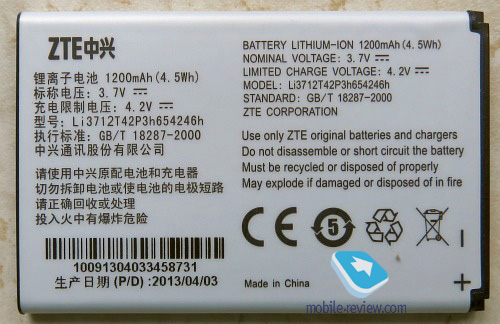 ZTE中兴
锂离子电池 1200mAh(4.5Wh)
标称电压: 3.7V
充电限制电压: 4.2V
型号: Li3712T42P3h654246h
执行标准: GB/T 18287-2000
中兴通讯股份有限公司
请使用中兴原配电池和充电器
切勿拆卸电池或使电池的电极短路
请正确回收
投入火中有爆炸危险
10091304033458731
生产日期 (P/D): 2013/04/03
BATTERY LITHIUM-ION 1200mAh(4.5Wh)
NOMINAL VOLTAGE: 3.7V
LIMITED CHARGE VOLTAGE: 4.2V
MODEL: Li3712T42P3h654246h
STANDARD: GB/T 18287-2000
ZTE CORPORATION
Use only ZTE original batteries and chargers
Do not disassemble or short circuit the battery
Must be recycled or disposed properly
May explode if damaged of disposed in fire
CE 5
Li-ion
Made in China
mobile-review.com